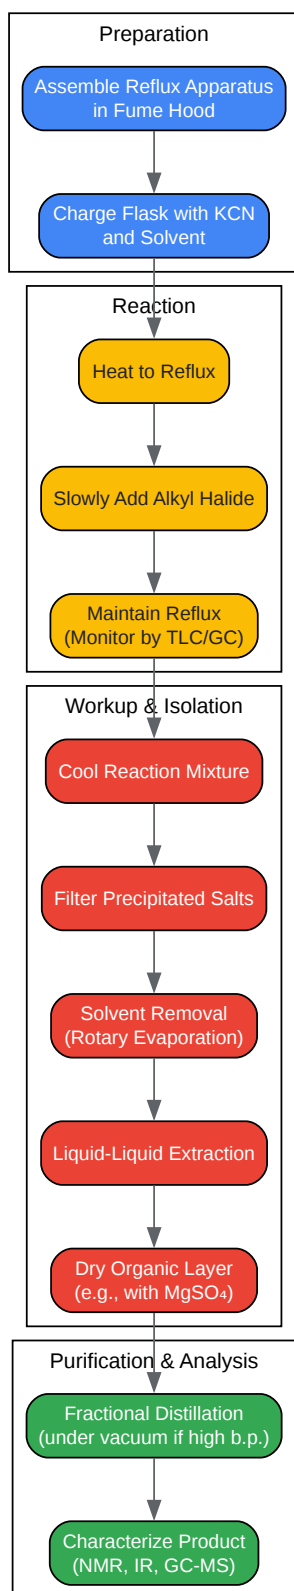 Preparation
Assemble Reflux Apparatus
in Fume Hood
Charge Flask with KCN
and Solvent
Reaction
Heat to Reflux
Slowly Add Alkyl Halide
Maintain Reflux
(Monitor by TLC/GC)
Workup & Isolation
Cool Reaction Mixture
Filter Precipitated Salts
Solvent Removal
(Rotary Evaporation)
Liquid-Liquid Extraction
Dry Organic Layer
(e.g., with MgSO₄)
Purification & Analysis
Fractional Distillation
(under vacuum if high b.p.)
Characterize Product
(NMR, IR, GC-MS)